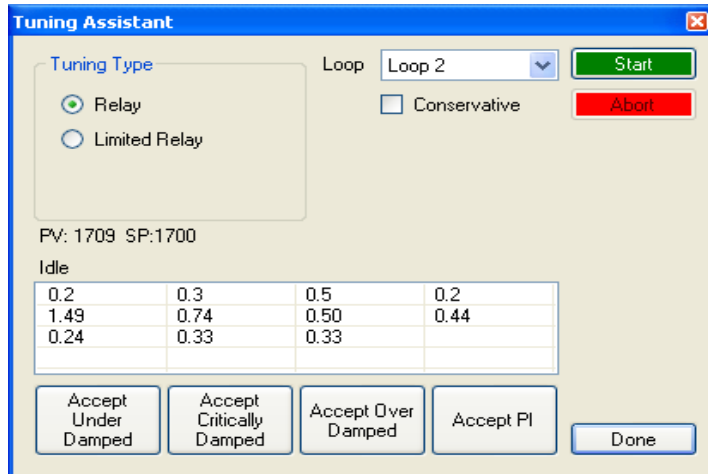 Tuning Assistant
Tuning Type
Loop Loop 2
Start
Relay
Conservative
Abort
Limited Relay
PV: 1709 SP:1700
Idle
0.2 0.3 0.5 0.2
1.49 0.74 0.50 0.44
0.24 0.33 0.33
Accept
Under
Damped
Accept
Critically
Damped
Accept Over
Damped
Accept PI
Done